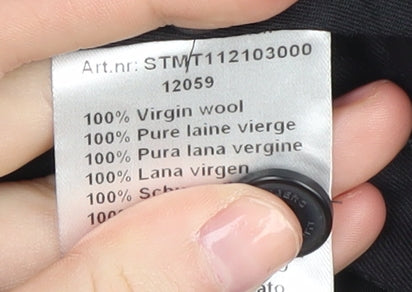 Art.nr: STMT112103000
12059
100% Virgin wool
100% Pure laine vierge
100% Pura lana vergine
100% Lana virgen
100%